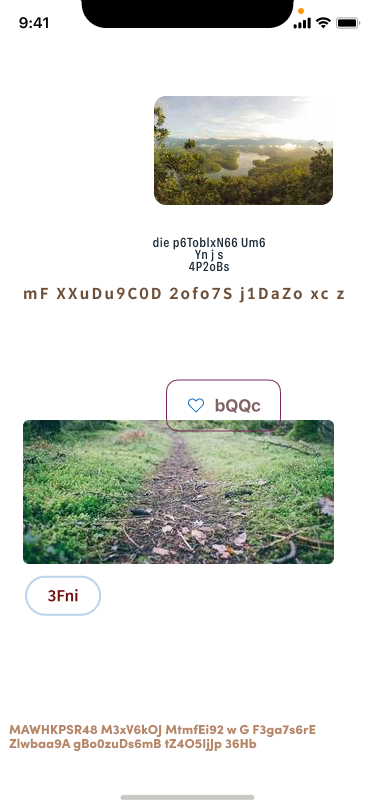 9:41
die p6TobIxN66 Um6
Yn j s
4P2oBs
mF XXuDu9C0D 2ofo7S j1DaZo xc z
bQQc
3Fni
MAWHKPSR48 M3xV6kOJ MtmfEi92 w G F3ga7s6rE
Zlwbaa9A gBo0zuDs6mB tZ4O5ljJp 36Hb